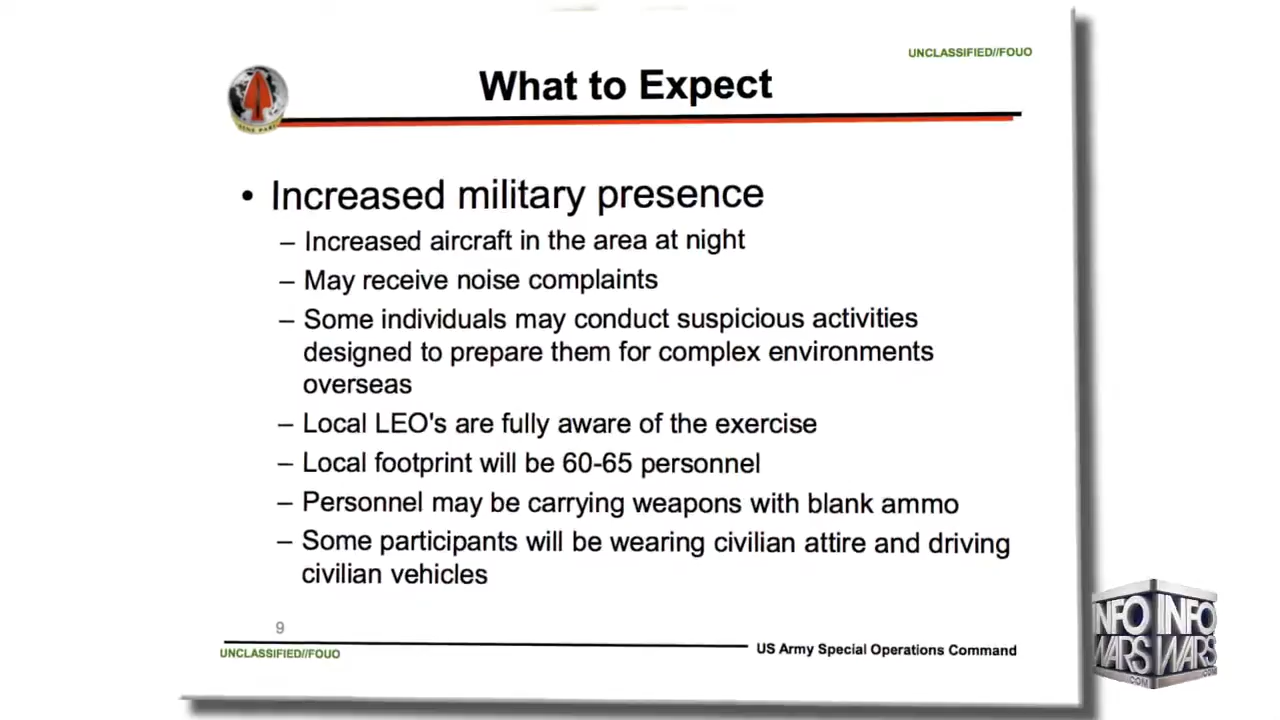 UNCLASSIFIED//FOUO
What to Expect
• Increased military presence
– Increased aircraft in the area at night
– May receive noise complaints
– Some individuals may conduct suspicious activities
designed to prepare them for complex environments
overseas
– Local LEO's are fully aware of the exercise
– Local footprint will be 60-65 personnel
– Personnel may be carrying weapons with blank ammo
– Some participants will be wearing civilian attire and driving
civilian vehicles
9
UNCLASSIFIED//FOUO
US Army Special Operations Command
INFO INFO
WARS WARS
.COM .COM